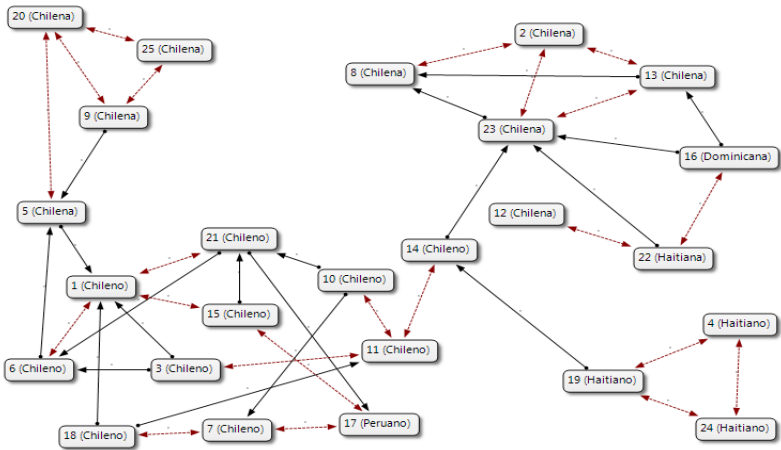 20 (Chilena)
25 (Chilena)
2 (Chilena)
8 (Chilena)
13 (Chilena)
9 (Chilena)
23 (Chilena)
16 (Dominicana)
5 (Chilena)
12 (Chilena)
21 (Chileno)
14 (Chileno)
22 (Haitiana)
1 (Chileno)
10 (Chileno)
15 (Chileno)
4 (Haitiano)
11 (Chileno)
6 (Chileno)
3 (Chileno)
19 (Haitiano)
18 (Chileno)
7 (Chileno)
17 (Peruano)
24 (Haitiano)